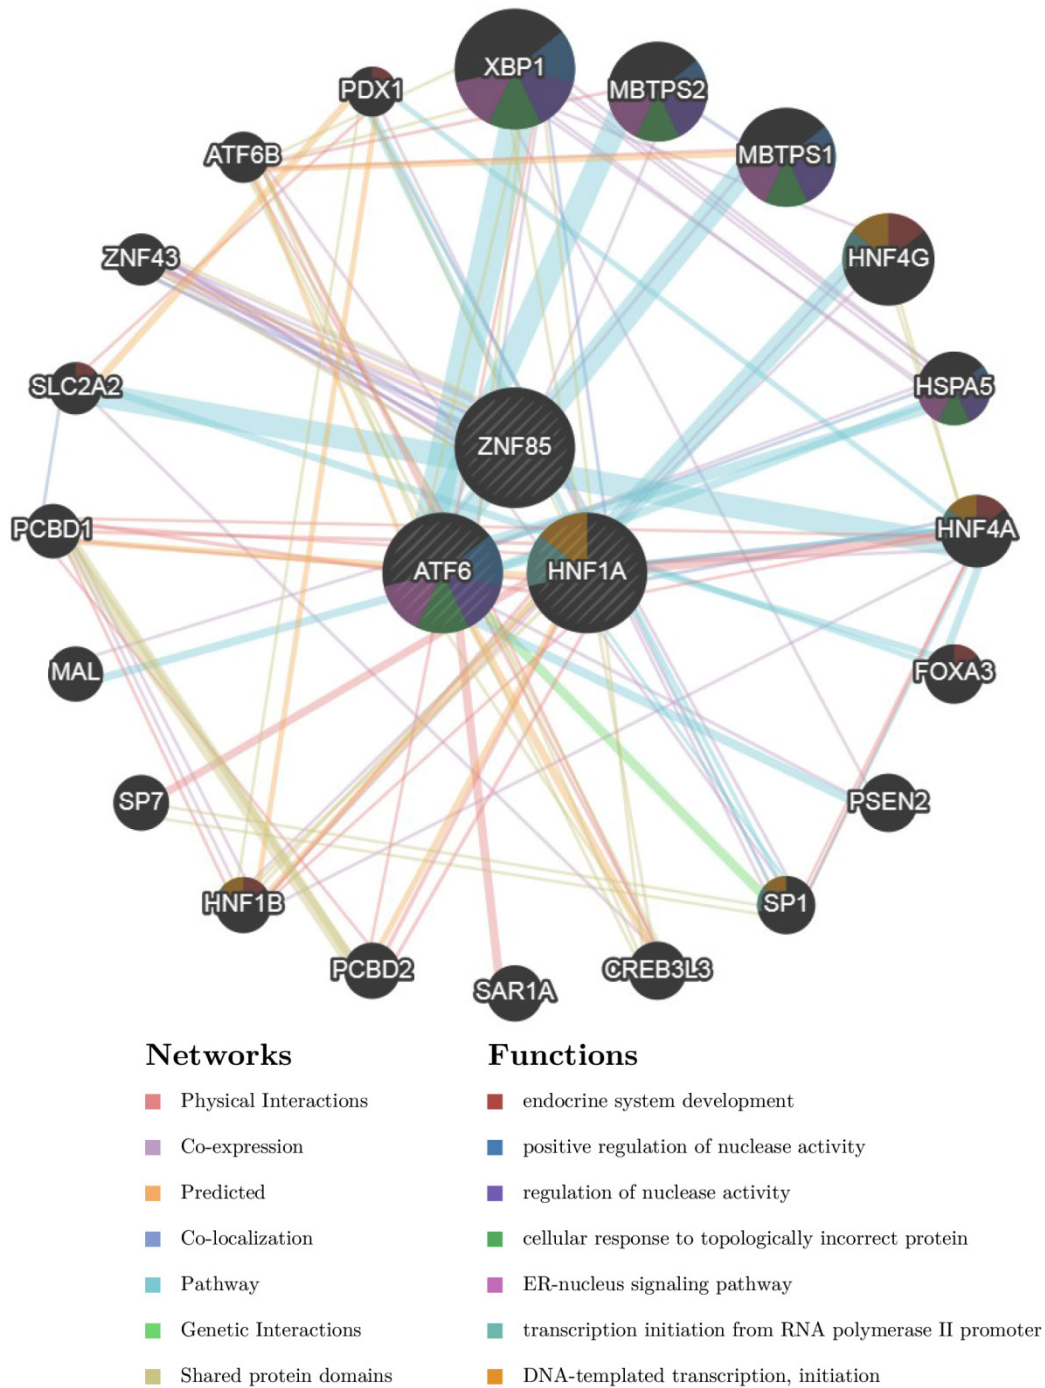 XBP1
PDX1
MBTPS2
ATF6B
MBTPS1
ZNF43
HNF4G
SLC2A2
HSPA5
ZNF85
PCBD1
HNF4A
ATF6
HNF1A
MAL
FOXA3
SP7
PSEN2
HNF1B
SP1
PCBD2
CREB3L3
SAR1A
Networks
Physical Interactions
Co-expression
Predicted
Co-localization
Pathway
Genetic Interactions
Shared protein domains
Functions
endocrine system development
positive regulation of nuclease activity
regulation of nuclease activity
cellular response to topologically incorrect protein
ER-nucleus signaling pathway
transcription initiation from RNA polymerase II promoter
DNA-templated transcription, initiation